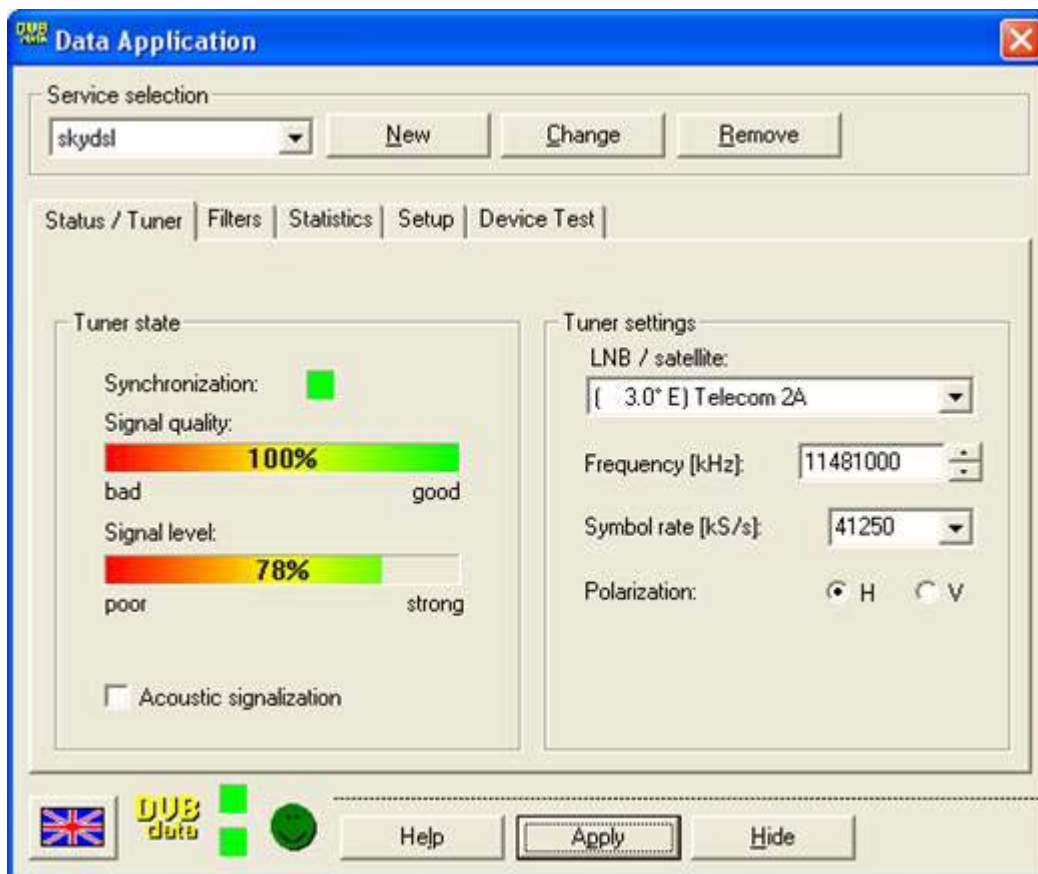 DVB data Data Application
Service selection
skydsl New Change Remove
Status / Tuner Filters Statistics Setup Device Test
Tuner state
Synchronization:
Signal quality:
100%
bad good
Signal level:
78%
poor strong
Acoustic signalization
Tuner settings
LNB / satellite:
( 3.0° E) Telecom 2A
Frequency [kHz]: 11481000
Symbol rate [kS/s]: 41250
Polarization: H V
DVB
data
Help Apply Hide